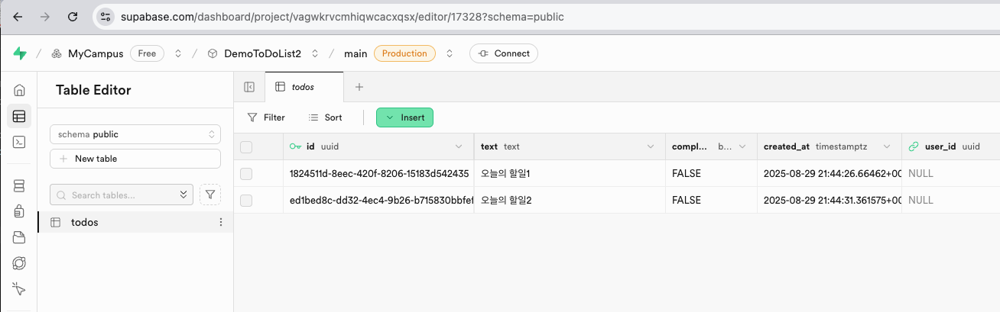 supabase.com/dashboard/project/vagwkrvcmhiqwcacxqsx/editor/17328?schema=public
/ MyCampus Free / DemoToDoList2 / main Production Connect
Table Editor
todos
Filter Sort Insert
schema public
New table
Search tables...
todos
id uuid text text compl... b... created_at timestamptz user_id uuid
1824511d-8eec-420f-8206-15183d542435 오늘의 할일1 FALSE 2025-08-29 21:44:26.66462+00 NULL
ed1bed8c-dd32-4ec4-9b26-b715830bbfef 오늘의 할일2 FALSE 2025-08-29 21:44:31.361575+00 NULL